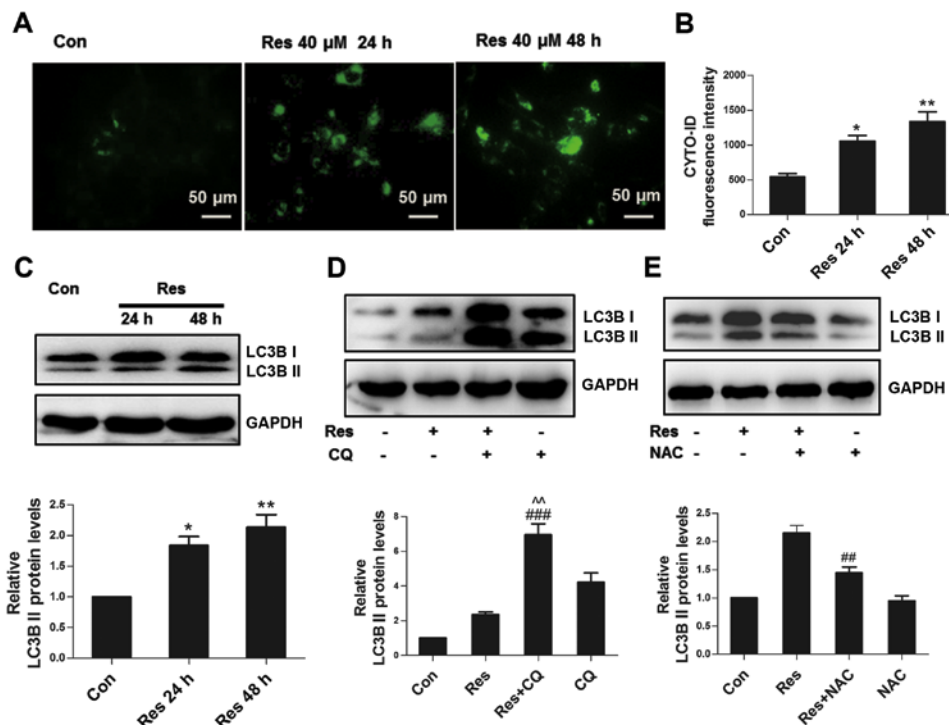 A
Con
Res 40 µM 24 h
Res 40 µM 48 h
50 µm
50 µm
50 µm
B
CYTO-ID
fluorescence intensity
2000
1500
1000
500
0
*
**
Con
Res 24 h
Res 48 h
C
Con
Res
24 h
48 h
LC3B I
LC3B II
GAPDH
Relative
LC3B II protein levels
2.5
2.0
1.5
1.0
0.5
0.0
*
**
Con
Res 24 h
Res 48 h
D
LC3B I
LC3B II
GAPDH
Res - + + -
CQ - - + +
Relative
LC3B II protein levels
8
6
4
2
0
^^
###
Con
Res
Res+CQ
CQ
E
LC3B I
LC3B II
GAPDH
Res - + + -
NAC - + +
Relative
LC3B II protein levels
2.5
2.0
1.5
1.0
0.5
0.0
##
Con
Res
Res+NAC
NAC